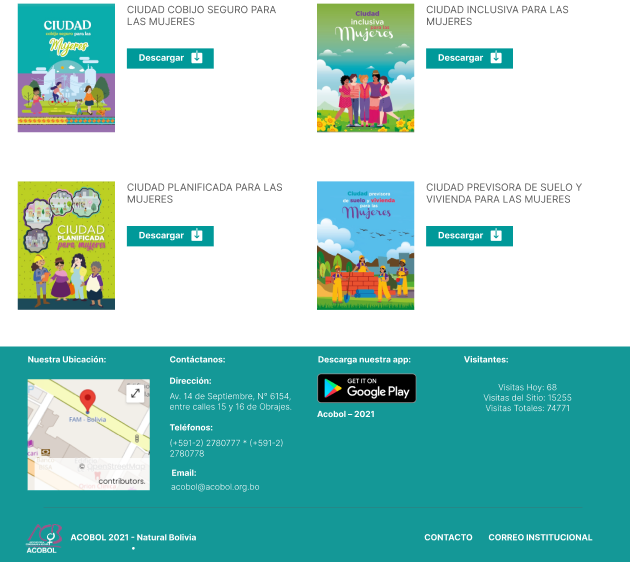 CIUDAD
cobijo seguro para las
Mujeres
CIUDAD COBIJO SEGURO PARA
LAS MUJERES
Descargar
Ciudad
inclusiva
para las
Mujeres
CIUDAD INCLUSIVA PARA LAS
MUJERES
Descargar
CIUDAD
PLANIFICADA
para mujeres
CIUDAD PLANIFICADA PARA LAS
MUJERES
Descargar
Ciudad previsora
de suelo y vivienda
para las
Mujeres
CIUDAD PREVISORA DE SUELO Y
VIVIENDA PARA LAS MUJERES
Descargar
Nuestra Ubicación:
FAM - Bolivia
©
contributors.
Contáctanos:
Dirección:
Av. 14 de Septiembre, N° 6154,
entre calles 15 y 16 de Obrajes.
Teléfonos:
(+591-2) 2780777 * (+591-2)
2780778
Email:
acobol@acobol.org.bo
Descarga nuestra app:
GET IT ON
Google Play
Acobol – 2021
Visitantes:
Visitas Hoy: 68
Visitas del Sitio: 15255
Visitas Totales: 74771
ACOBOL
ACOBOL 2021 - Natural Bolivia
CONTACTO
CORREO INSTITUCIONAL